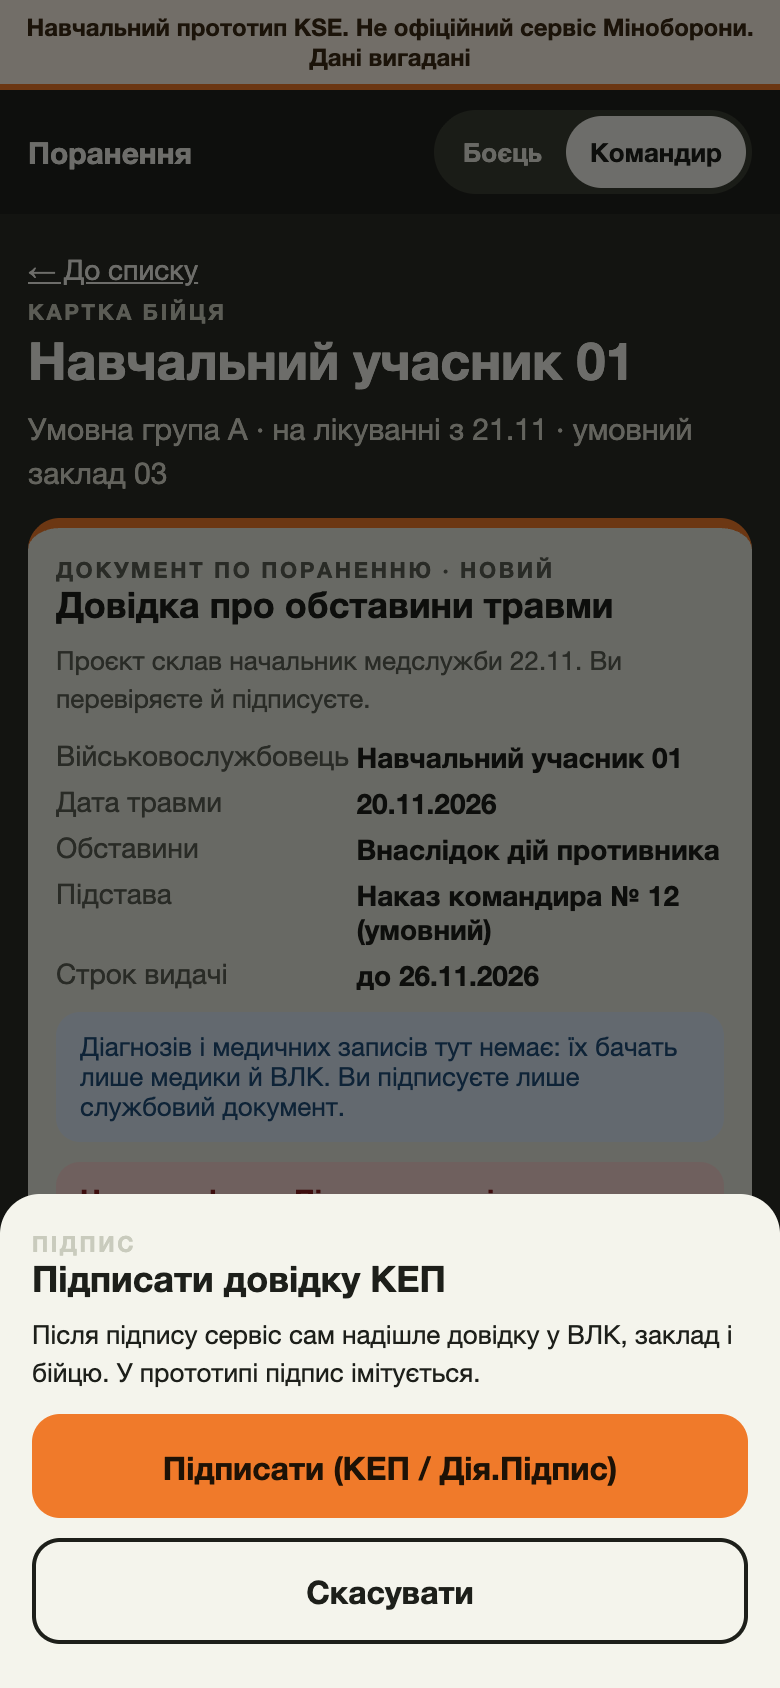 Навчальний прототип KSE. Не офіційний сервіс Міноборони.
Дані вигадані
Поранення
Боєць
Командир
← До списку
КАРТКА БІЙЦЯ
Навчальний учасник 01
Умовна група А · на лікуванні з 21.11 · умовний
заклад 03
ДОКУМЕНТ ПО ПОРАНЕННЮ · НОВИЙ
Довідка про обставини травми
Проєкт склав начальник медслужби 22.11. Ви
перевіряєте й підписуєте.
Військовослужбовець Навчальний учасник 01
Дата травми 20.11.2026
Обставини Внаслідок дій противника
Підстава Наказ командира № 12
(умовний)
Строк видачі до 26.11.2026
Діагнозів і медичних записів тут немає: їх бачать
лише медики й ВЛК. Ви підписуєте лише
службовий документ.
ПІДПИС
Підписати довідку КЕП
Після підпису сервіс сам надішле довідку у ВЛК, заклад і
бійцю. У прототипі підпис імітується.
Підписати (КЕП / Дія.Підпис)
Скасувати